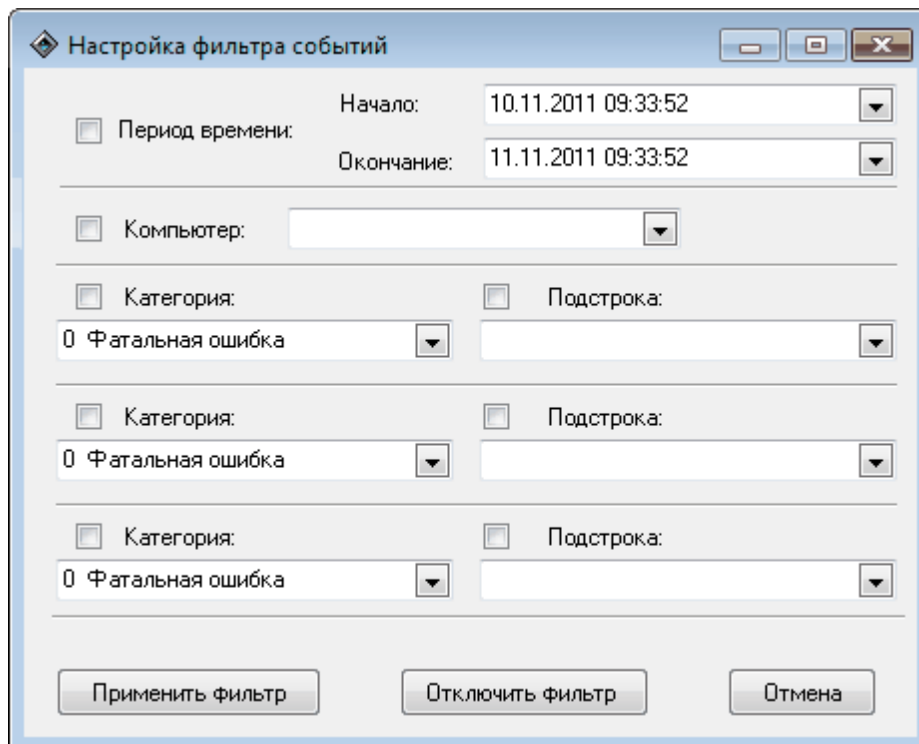 Настройка фильтра событий
Период времени:
Начало: 10.11.2011 09:33:52
Окончание: 11.11.2011 09:33:52
Компьютер:
Категория: Подстрока:
0 Фатальная ошибка
Категория: Подстрока:
0 Фатальная ошибка
Категория: Подстрока:
0 Фатальная ошибка
Применить фильтр Отключить фильтр Отмена